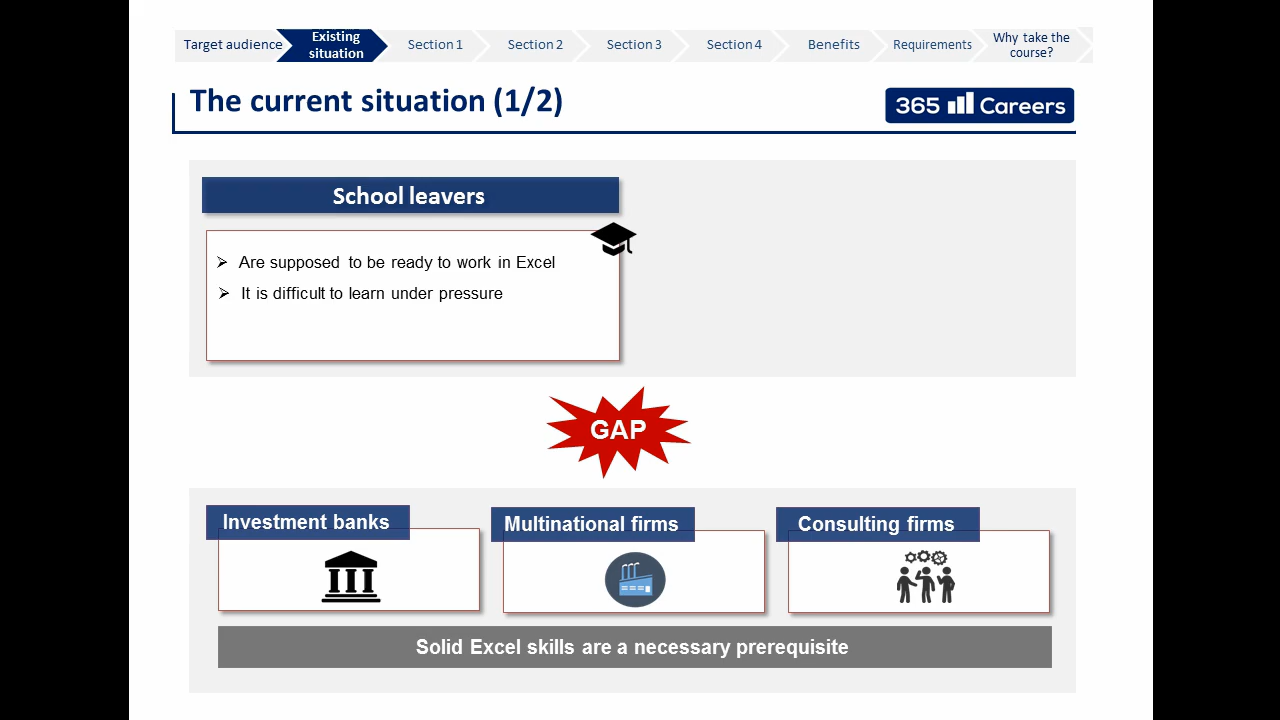 Target audience
Existing
situation
Section 1
Section 2
Section 3
Section 4
Benefits
Requirements
Why take the
course?
The current situation (1/2)
365 Careers
School leavers
Are supposed to be ready to work in Excel
It is difficult to learn under pressure
GAP
Investment banks
Multinational firms
Consulting firms
Solid Excel skills are a necessary prerequisite